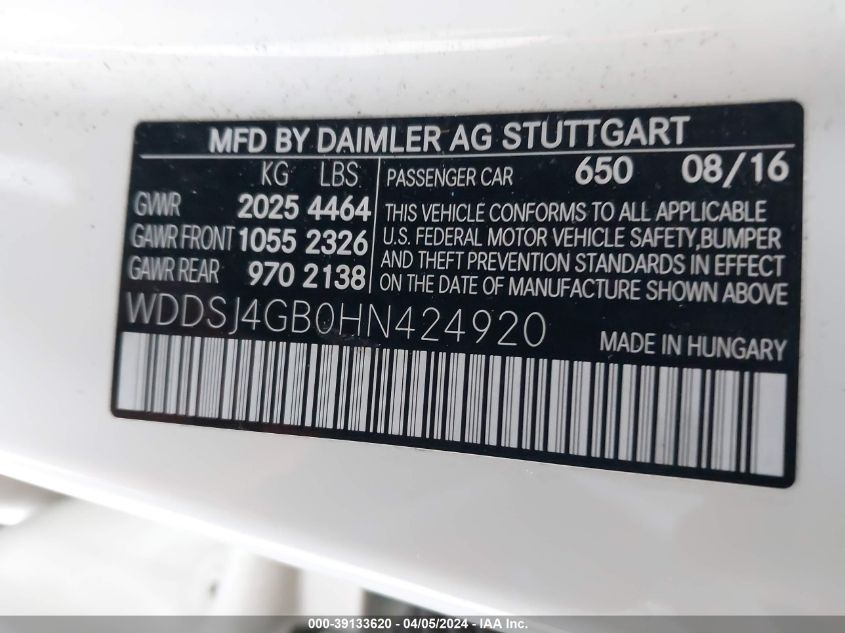 MFD BY DAIMLER AG STUTTGART
KG LBS
GVWR 2025 4464
GAWR FRONT 1055 2326
GAWR REAR 970 2138
PASSENGER CAR 650 08/16
THIS VEHICLE CONFORMS TO ALL APPLICABLE
U.S. FEDERAL MOTOR VEHICLE SAFETY,BUMPER
AND THEFT PREVENTION STANDARDS IN EFFECT
ON THE DATE OF MANUFACTURE SHOWN ABOVE
WDDSJ4GB0HN424920
MADE IN HUNGARY
000-39133620 - 04/05/2024 - IAA Inc.